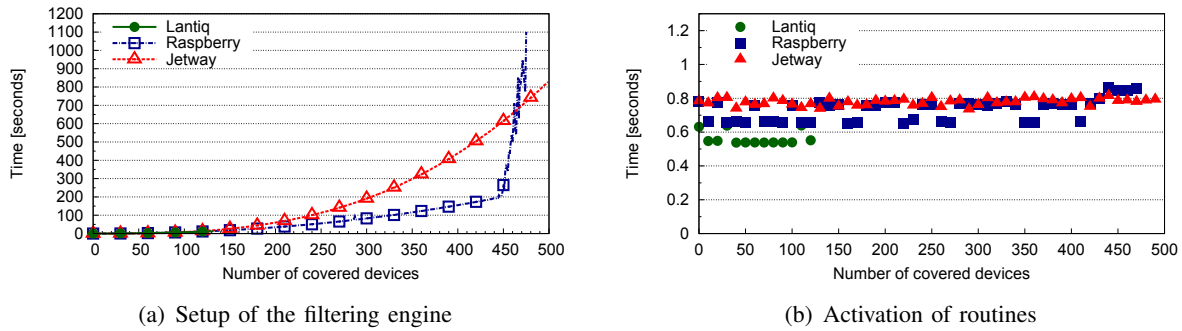 1200
1100
1000
900
800
700
600
500
400
300
200
100
0
Time [seconds]
Lantiq
Raspberry
Jetway
0 50 100 150 200 250 300 350 400 450 500
Number of covered devices
(a) Setup of the filtering engine
1.2
1
0.8
0.6
0.4
0.2
0
Time [seconds]
Lantiq
Raspberry
Jetway
0 50 100 150 200 250 300 350 400 450 500
Number of covered devices
(b) Activation of routines